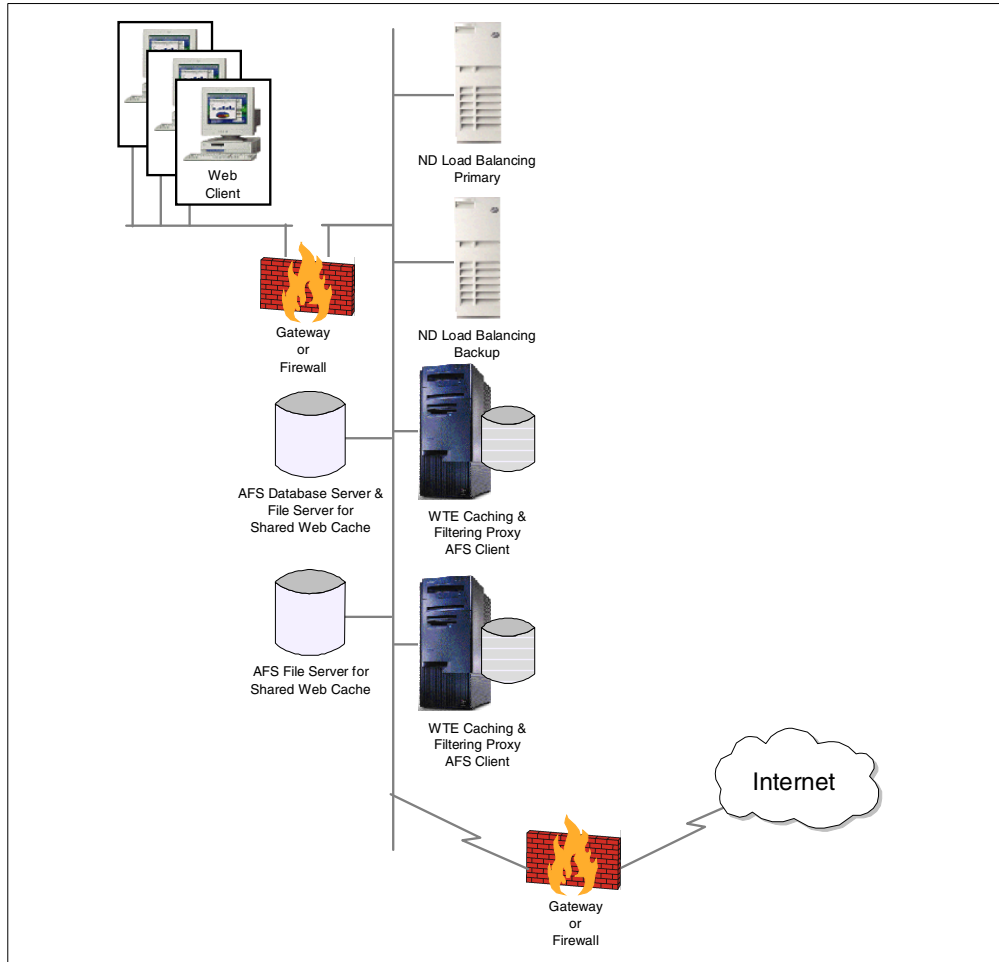 Web
Client
ND Load Balancing
Primary
ND Load Balancing
Backup
Gateway
or
Firewall
AFS Database Server &
File Server for
Shared Web Cache
WTE Caching &
Filtering Proxy
AFS Client
AFS File Server for
Shared Web Cache
WTE Caching &
Filtering Proxy
AFS Client
Internet
Gateway
or
Firewall